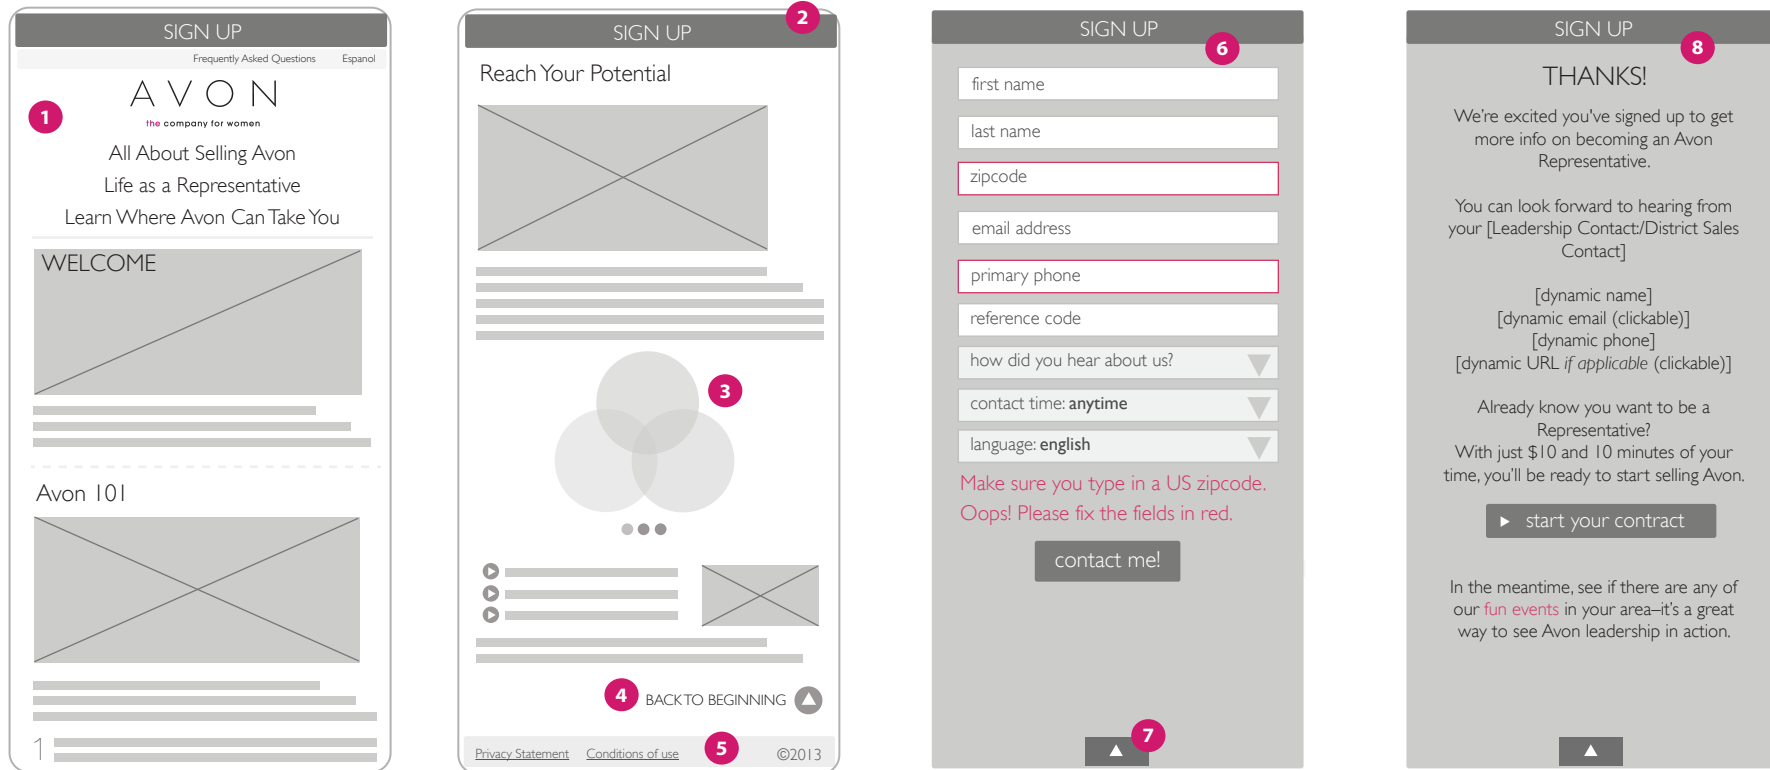 SIGN UP
Frequently Asked Questions Espanol
1
AVON
the company for women
All About Selling Avon
Life as a Representative
Learn Where Avon Can Take You
WELCOME
Avon 101
1
2
SIGN UP
Reach Your Potential
3
4 BACK TO BEGINNING
Privacy Statement Conditions of use 5 ©2013
SIGN UP
6
first name
last name
zipcode
email address
primary phone
reference code
how did you hear about us?
contact time: anytime
language: english
Make sure you type in a US zipcode.
Oops! Please fix the fields in red.
contact me!
7
SIGN UP
8
THANKS!
We're excited you've signed up to get
more info on becoming an Avon
Representative.
You can look forward to hearing from
your [Leadership Contact:/District Sales
Contact]
[dynamic name]
[dynamic email (clickable)]
[dynamic phone]
[dynamic URL if applicable (clickable)]
Already know you want to be a
Representative?
With just $10 and 10 minutes of your
time, you'll be ready to start selling Avon.
start your contract
In the meantime, see if there are any of
our fun events in your area–it's a great
way to see Avon leadership in action.